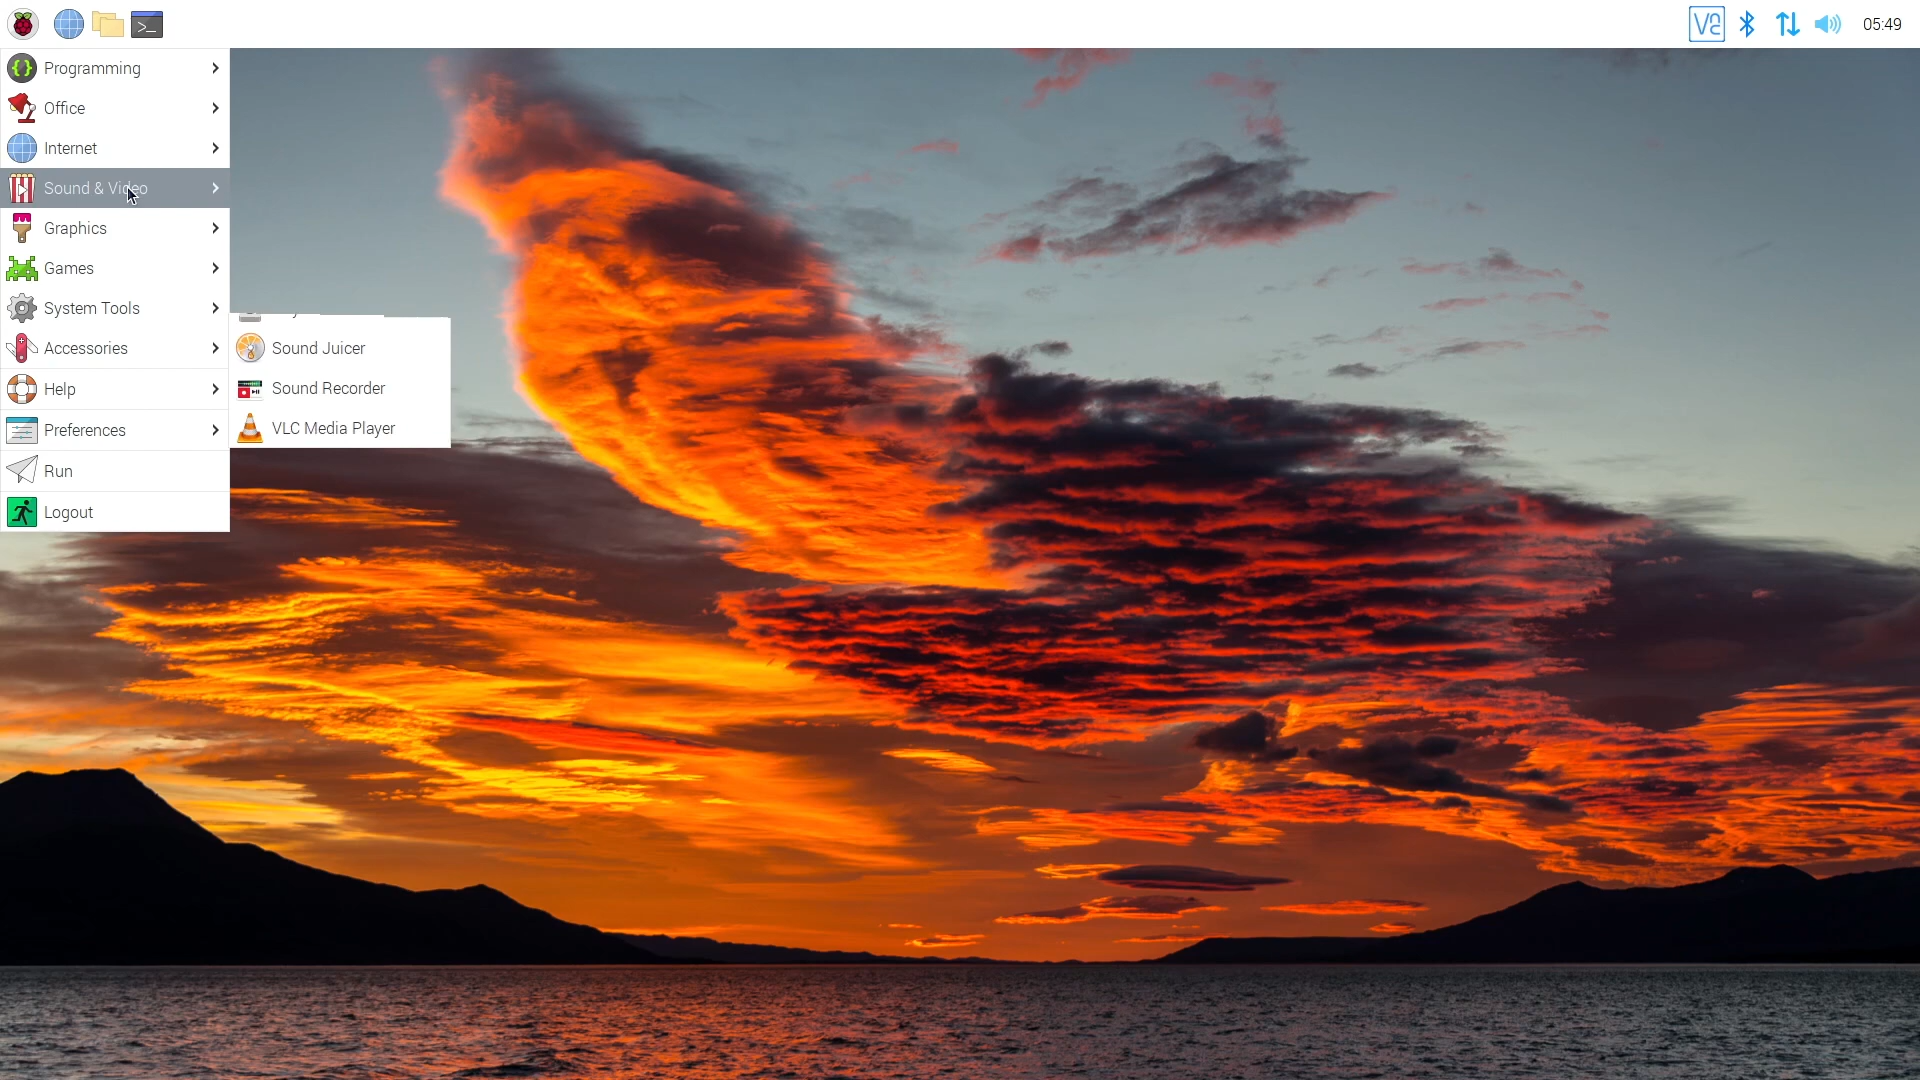 05:49
Programming
Office
Internet
Sound & Video
Graphics
Games
System Tools
Accessories
Help
Preferences
Run
Logout
Sound Juicer
Sound Recorder
VLC Media Player